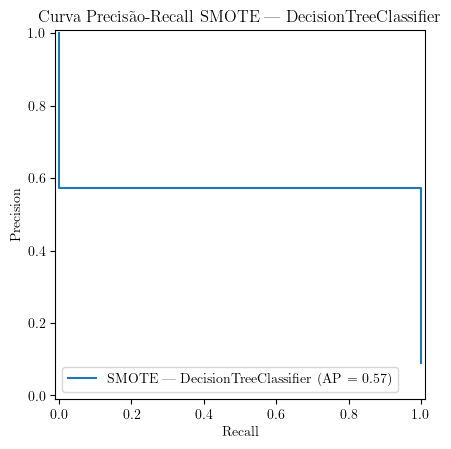 Curva Precisão-Recall SMOTE — DecisionTreeClassifier
1.0
0.8
0.6
0.4
0.2
0.0
Precision
SMOTE — DecisionTreeClassifier (AP = 0.57)
0.0 0.2 0.4 0.6 0.8 1.0
Recall